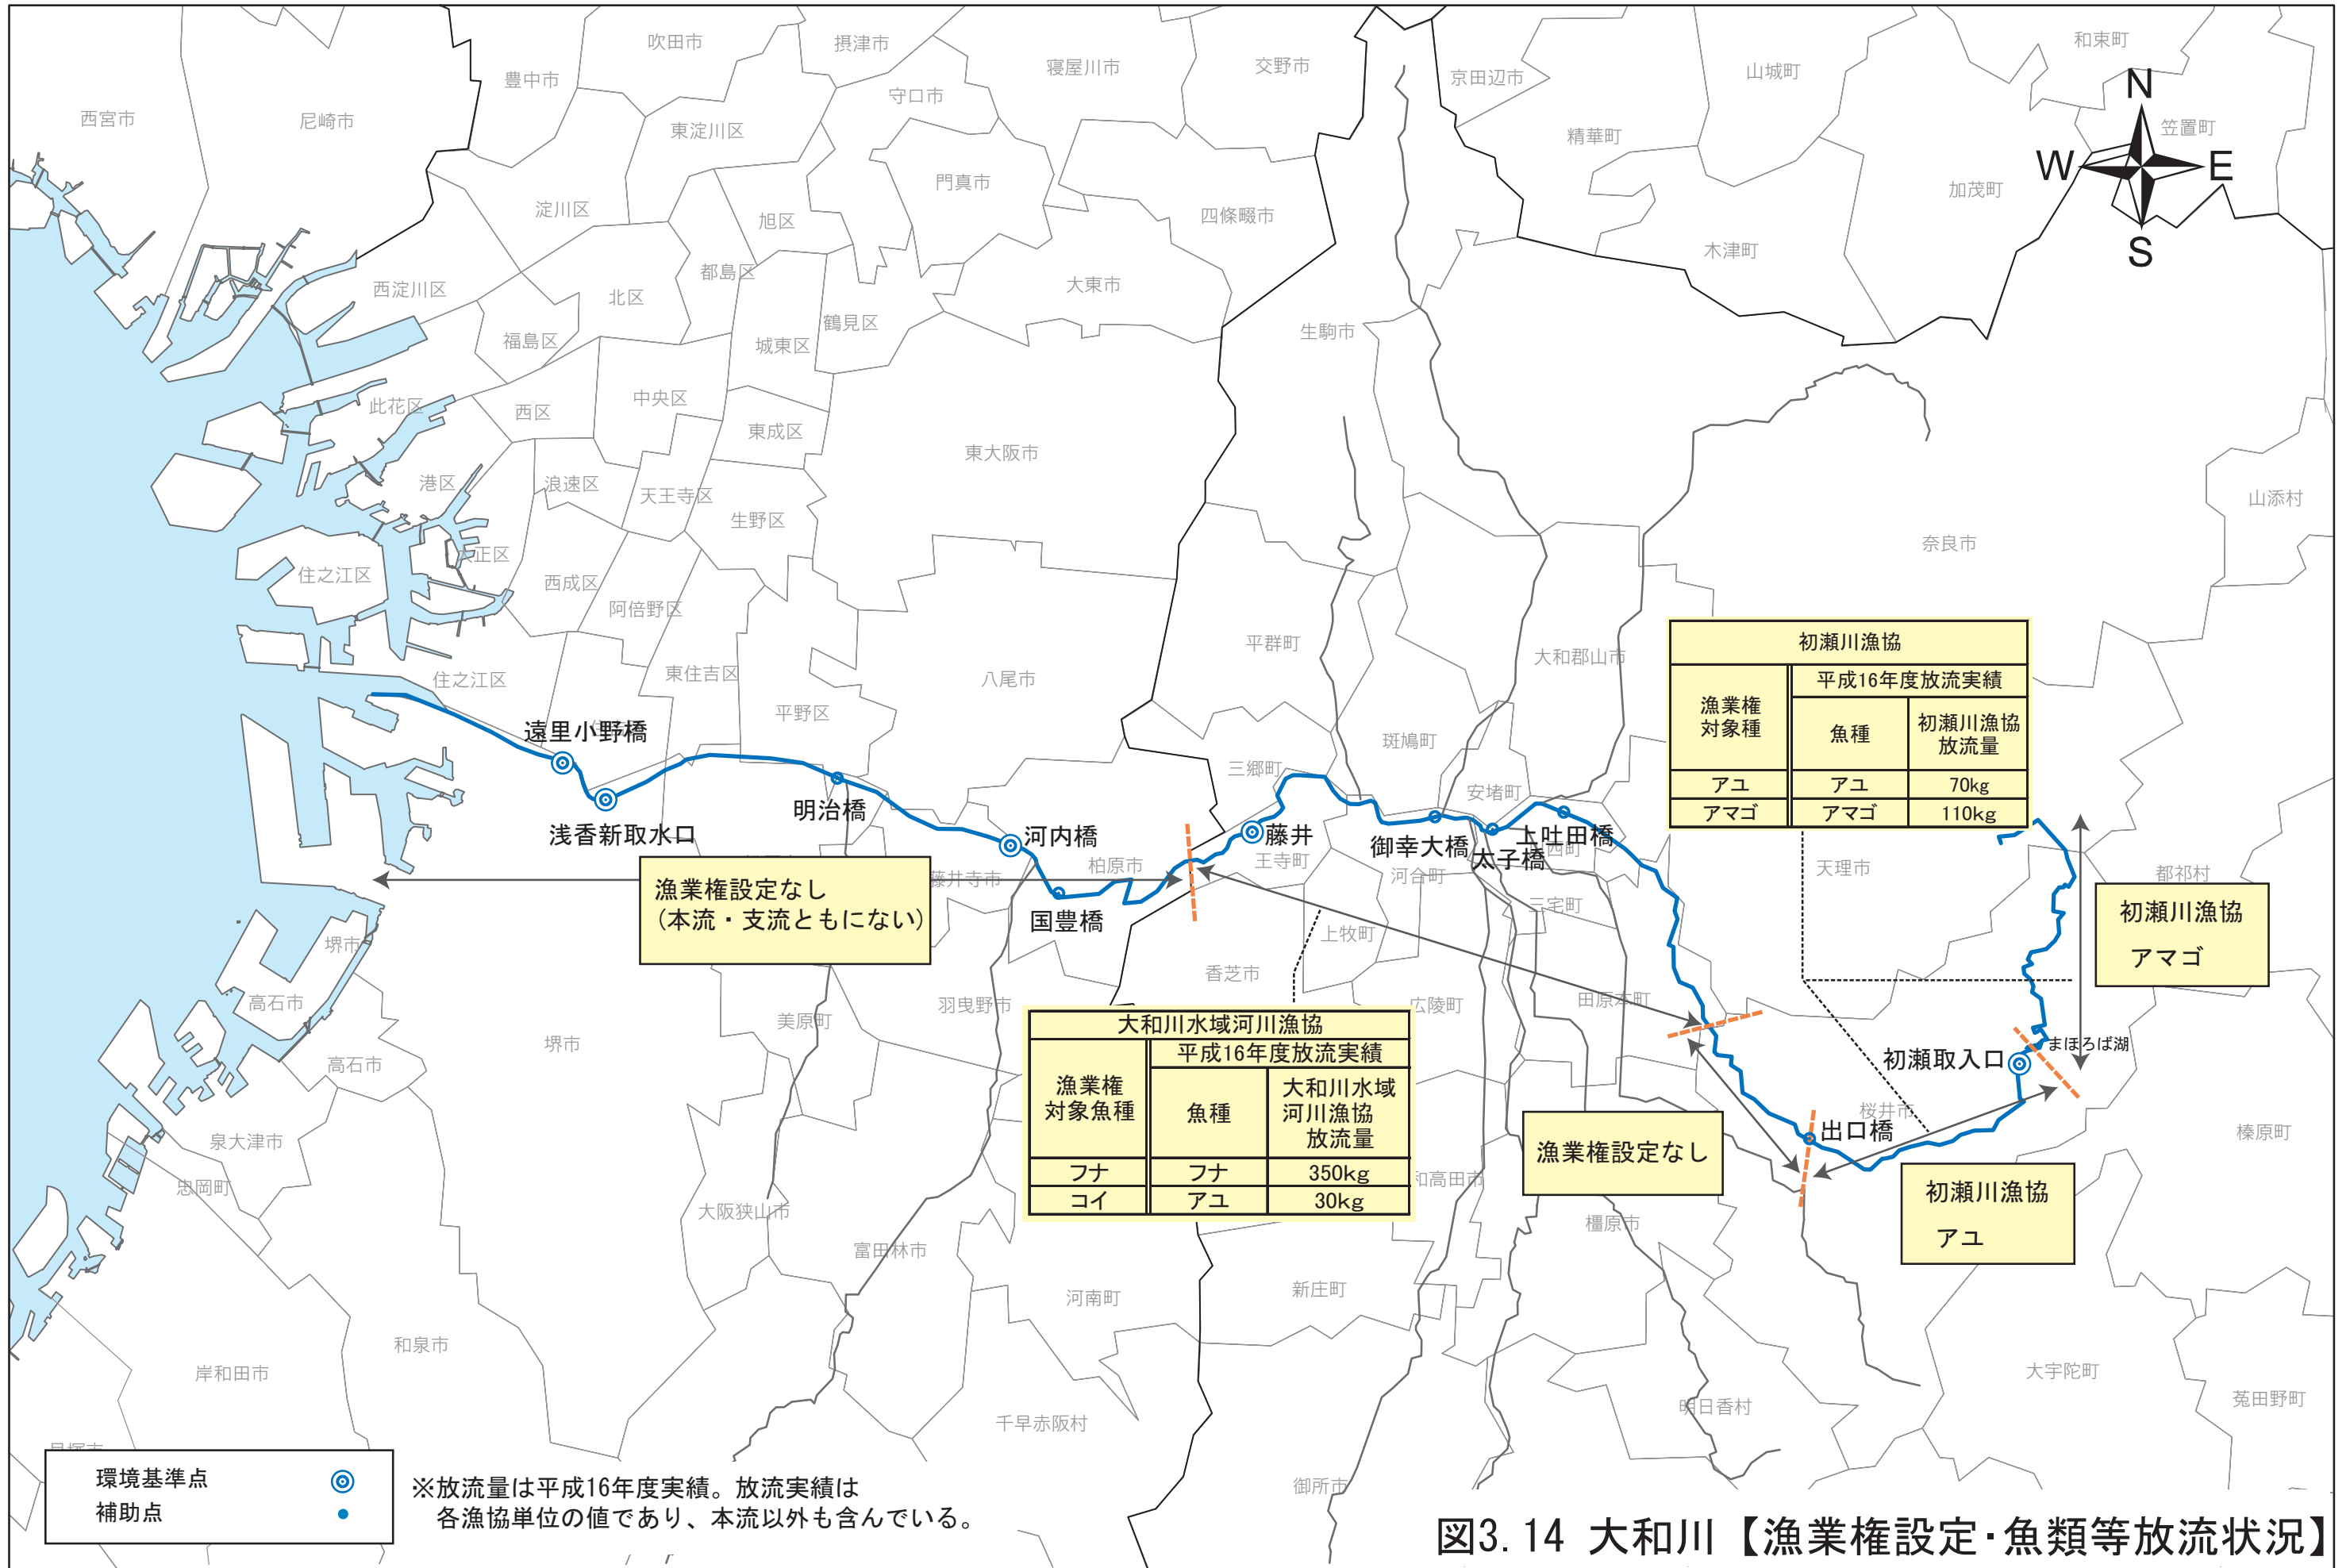 西宮市
尼崎市
豊中市
吹田市
摂津市
守口市
寝屋川市
交野市
京田辺市
山城町
和束町
笠置町
N
W
E
S
精華町
加茂町
木津町
東淀川区
淀川区
旭区
門真市
四條畷市
都島区
大東市
西淀川区
北区
福島区
城東区
鶴見区
生駒市
此花区
西区
中央区
東成区
東大阪市
港区
浪速区
天王寺区
生野区
山添村
奈良市
住之江区
大正区
西成区
阿倍野区
平群町
大和郡山市
住之江区
東住吉区
八尾市
平野区
遠里小野橋
斑鳩町
三郷町
安堵町
浅香新取水口
明治橋
河内橋
藤井
御幸大橋
太子橋
上吐田橋
柏原市
王寺町
河合町
三宅町
天理市
都祁村
藤井寺市
国豊橋
上牧町
香芝市
広陵町
田原本町
堺市
高石市
高石市
堺市
美原町
羽曳野市
初瀬川漁協
漁業権
対象種
平成16年度放流実績
魚種
初瀬川漁協
放流量
アユ アユ 70kg
アマゴ アマゴ 110kg
漁業権設定なし
(本流・支流ともにない)
初瀬川漁協
アマゴ
まほろば湖
初瀬取入口
桜井市
出口橋
榛原町
大和川水域河川漁協
漁業権
対象魚種
平成16年度放流実績
魚種
大和川水域
河川漁協
放流量
フナ フナ 350kg
コイ アユ 30kg
漁業権設定なし
初瀬川漁協
アユ
泉大津市
忠岡町
大阪狭山市
富田林市
和高田市
橿原市
河南町
新庄町
和泉市
岸和田市
千早赤阪村
明日香村
大宇陀町
菟田野町
御所市
環境基準点
補助点
※放流量は平成16年度実績。放流実績は
各漁協単位の値であり、本流以外も含んでいる。
図3.14 大和川【漁業権設定・魚類等放流状況】